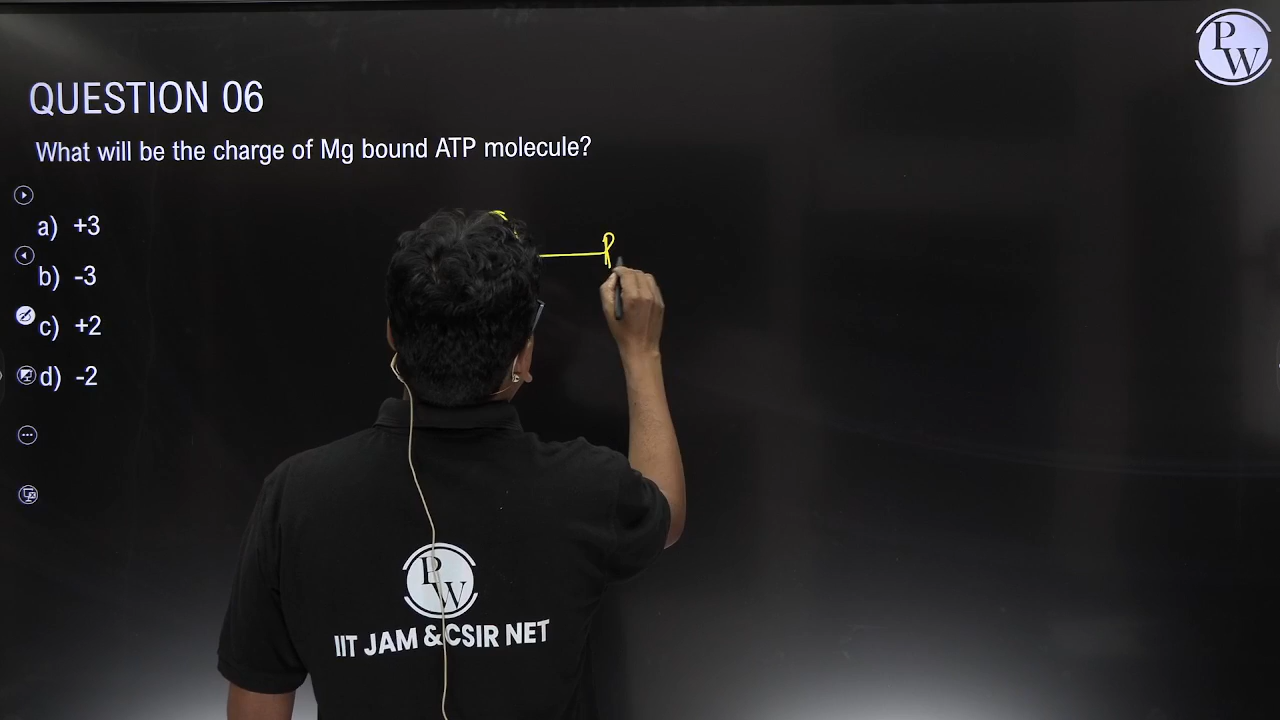 QUESTION 06
What will be the charge of Mg bound ATP molecule?
a) +3
b) -3
c) +2
d) -2
P
PW
PW
IIT JAM & CSIR NET